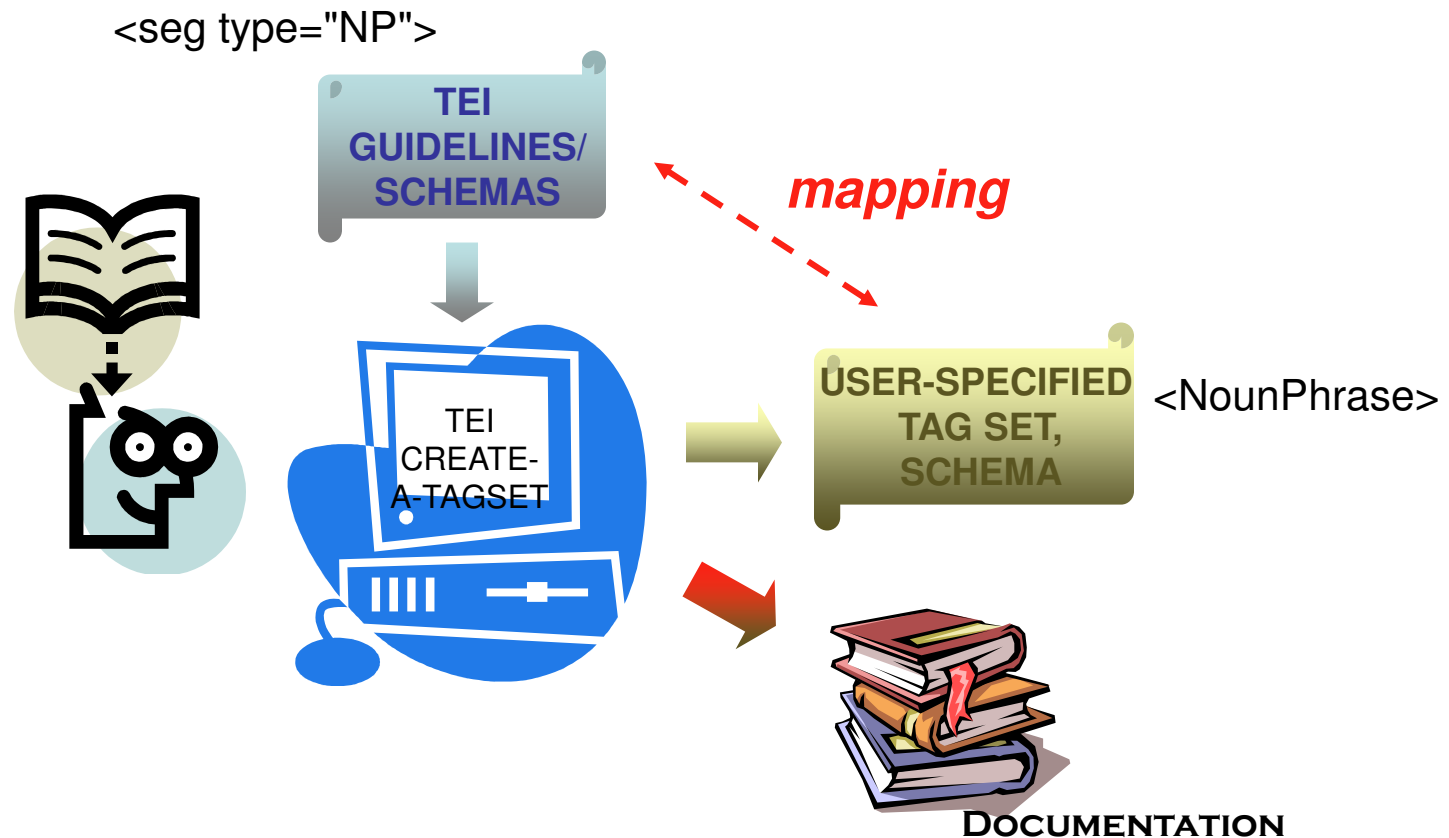 <seg type="NP">
TEI
GUIDELINES/
SCHEMAS
mapping
TEI
CREATE-
A-TAGSET
USER-SPECIFIED
TAG SET,
SCHEMA
<NounPhrase>
DOCUMENTATION